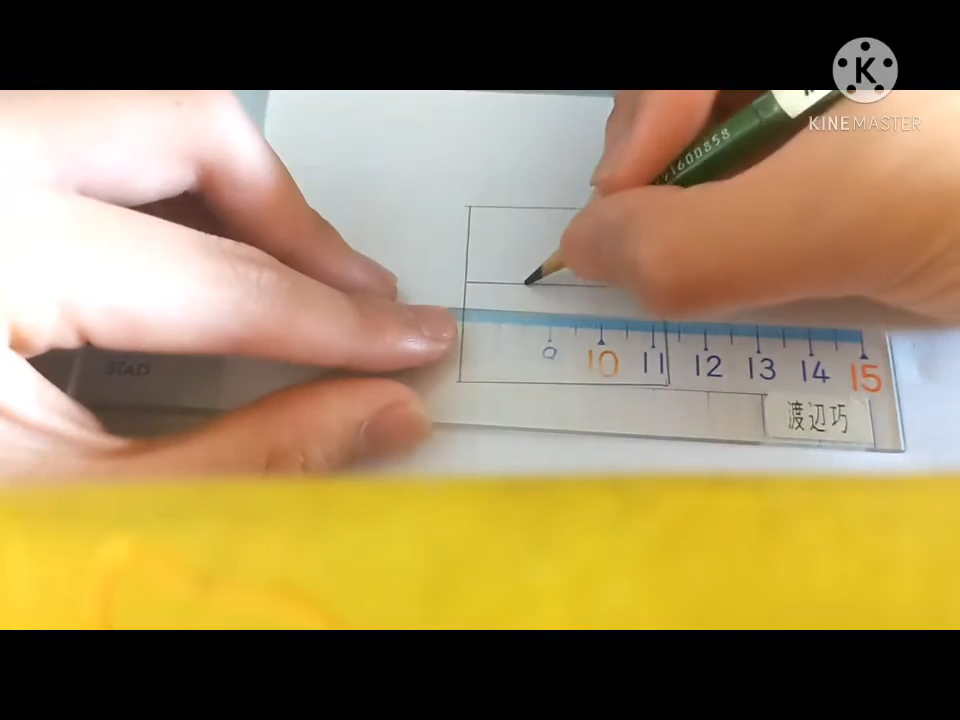 K
KINEMASTER
1600858
STAD
9 10 11 12 13 14 15
渡辺巧